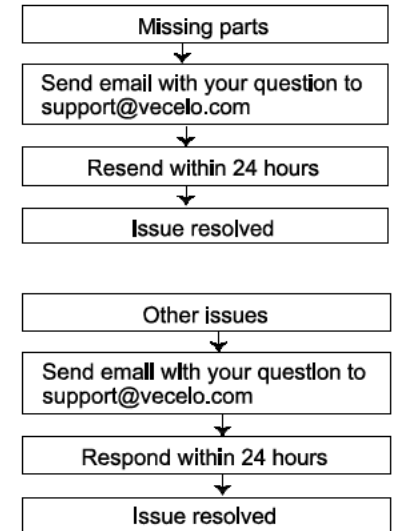 Missing parts
Send email with your question to
support@vecelo.com
Resend within 24 hours
Issue resolved
Other issues
Send email with your question to
support@vecelo.com
Respond within 24 hours
Issue resolved